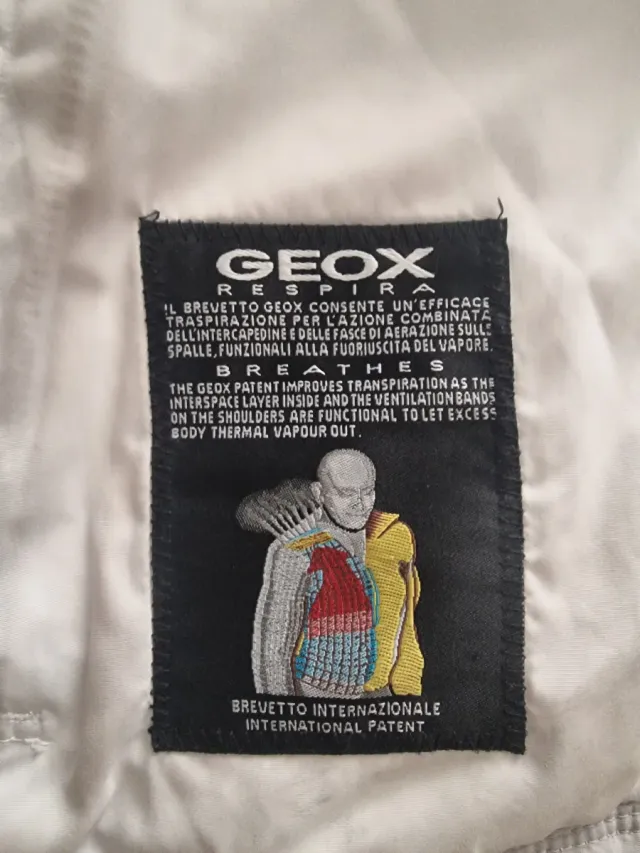 GEOX
RESPIRA
IL BREVETTO GEOX CONSENTE UN'EFFICACE
TRASPIRAZIONE PER L'AZIONE COMBINATA
DELL'INTERCAPEDINE E DELLE FASCE DI AERAZIONE SULLE
SPALLE, FUNZIONALI ALLA FUORIUSCITA DEL VAPORE.
BREATHES
THE GEOX PATENT IMPROVES TRANSPIRATION AS THE
INTERSPACE LAYER INSIDE AND THE VENTILATION BANDS
ON THE SHOULDERS ARE FUNCTIONAL TO LET EXCESS
BODY THERMAL VAPOUR OUT.
BREVETTO INTERNAZIONALE
INTERNATIONAL PATENT